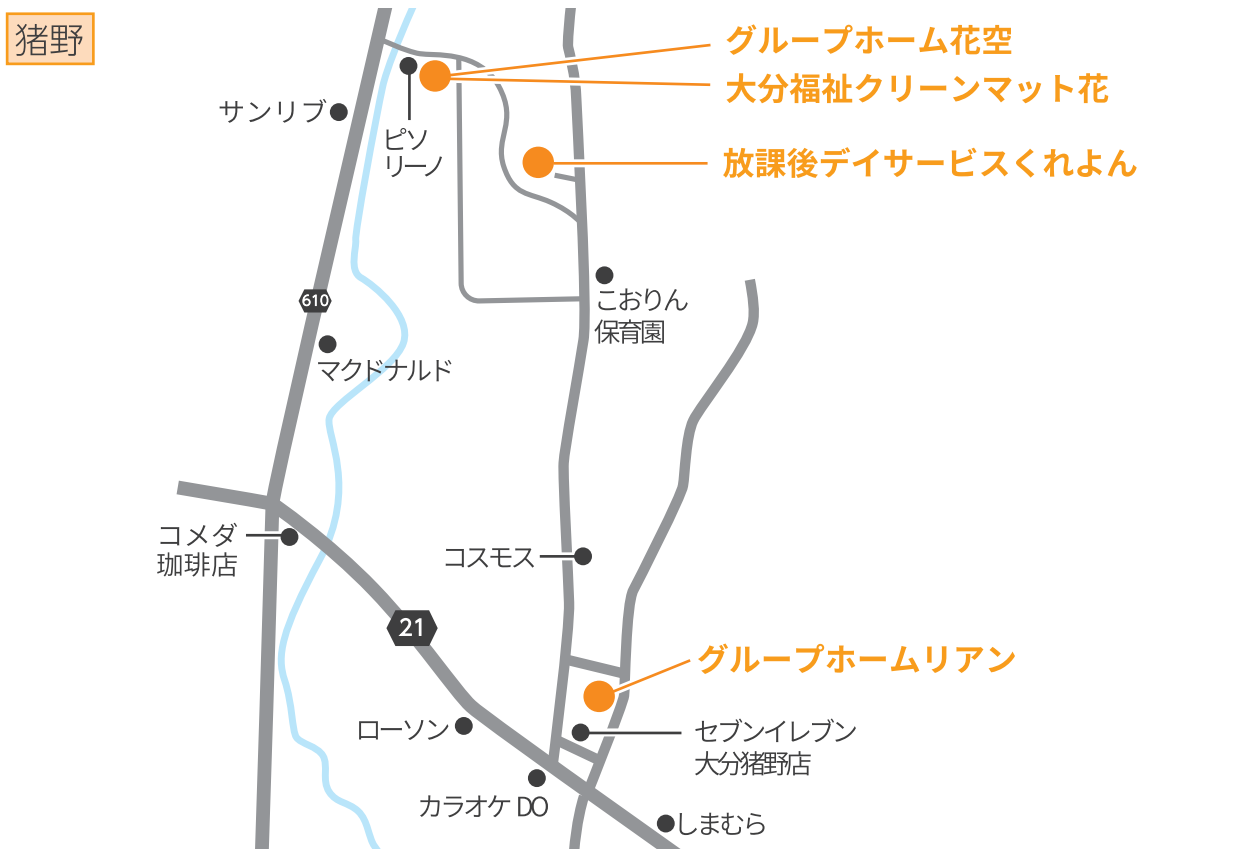 猪野
グループホーム花空
大分福祉クリーンマット花
サンリブ
ピソ
リーノ
放課後デイサービスくれよん
610
こおりん
保育園
マクドナルド
コメダ
珈琲店
コスモス
21
グループホームリアン
ローソン
セブンイレブン
大分猪野店
カラオケ DO
しまむら